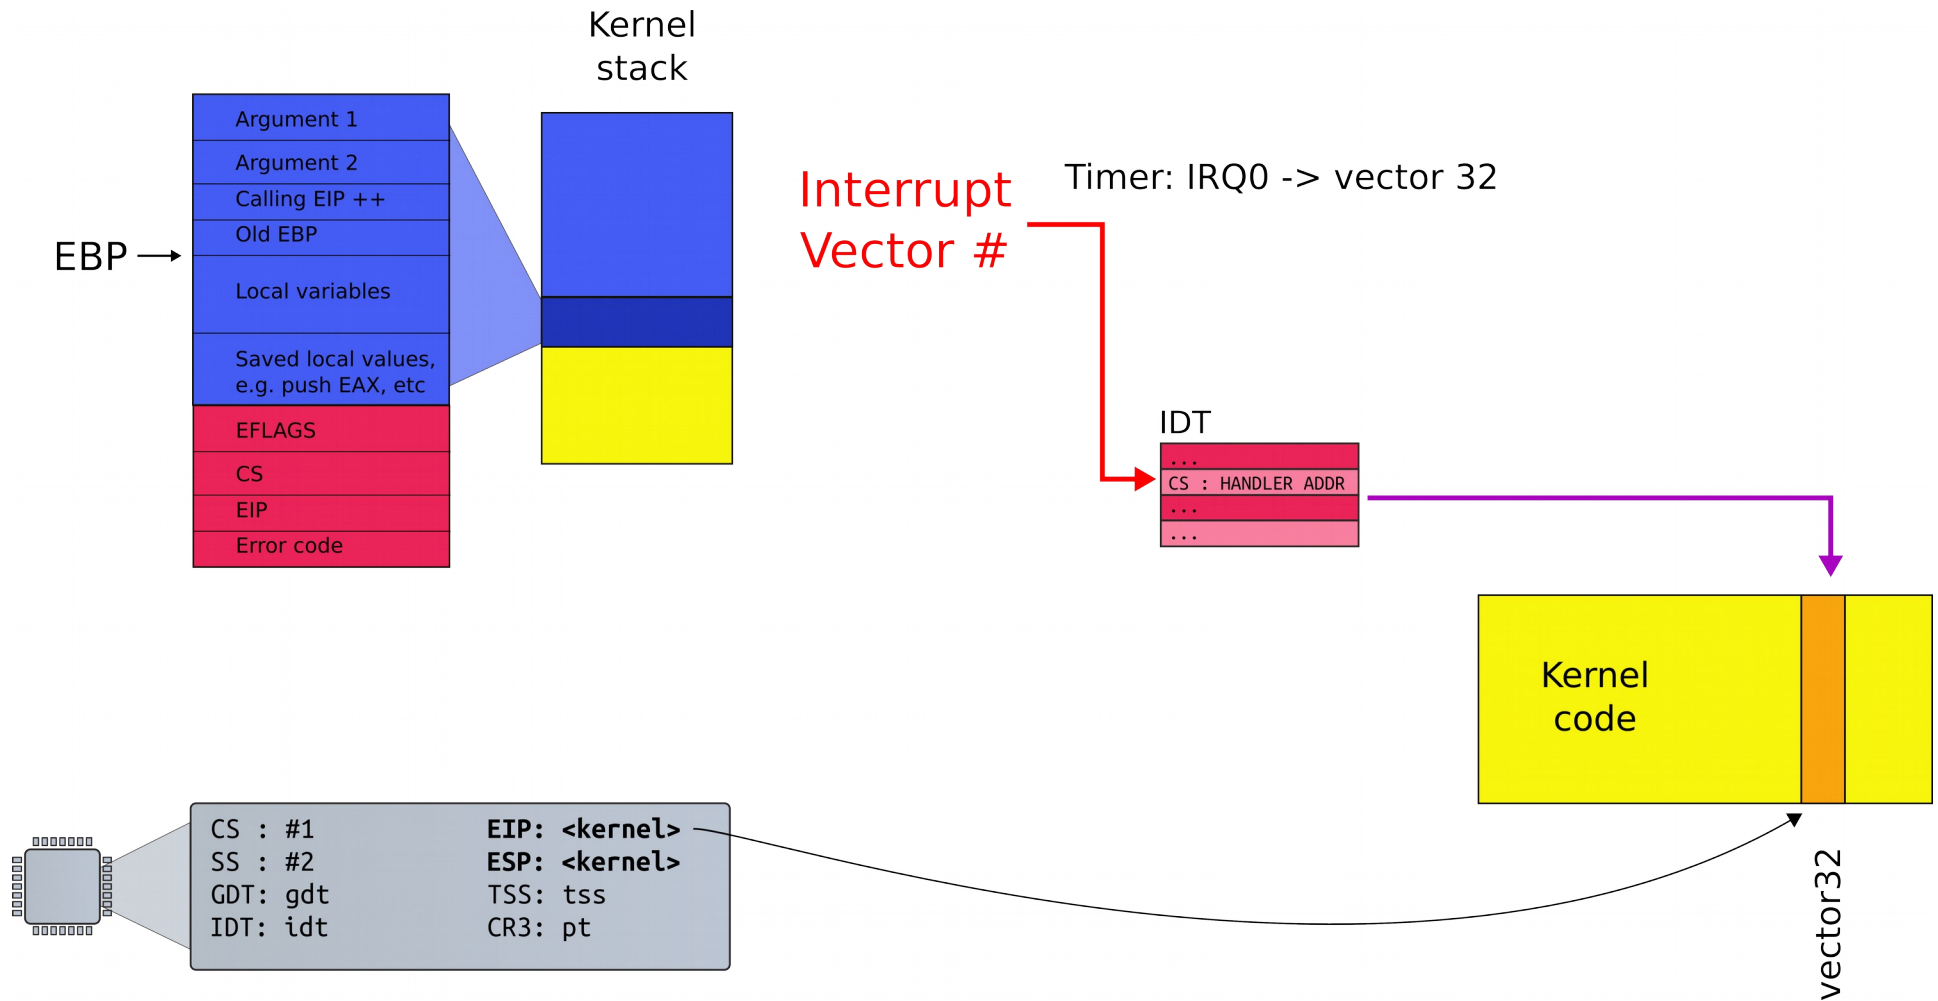 Kernel
stack
Argument 1
Argument 2
Calling EIP ++
Old EBP
EBP
Local variables
Saved local values,
e.g. push EAX, etc
EFLAGS
CS
EIP
Error code
Interrupt
Vector #
Timer: IRQ0 -> vector 32
IDT
...
CS : HANDLER ADDR
...
...
Kernel
code
vector32
CS : #1 EIP: <kernel>
SS : #2 ESP: <kernel>
GDT: gdt TSS: tss
IDT: idt CR3: pt